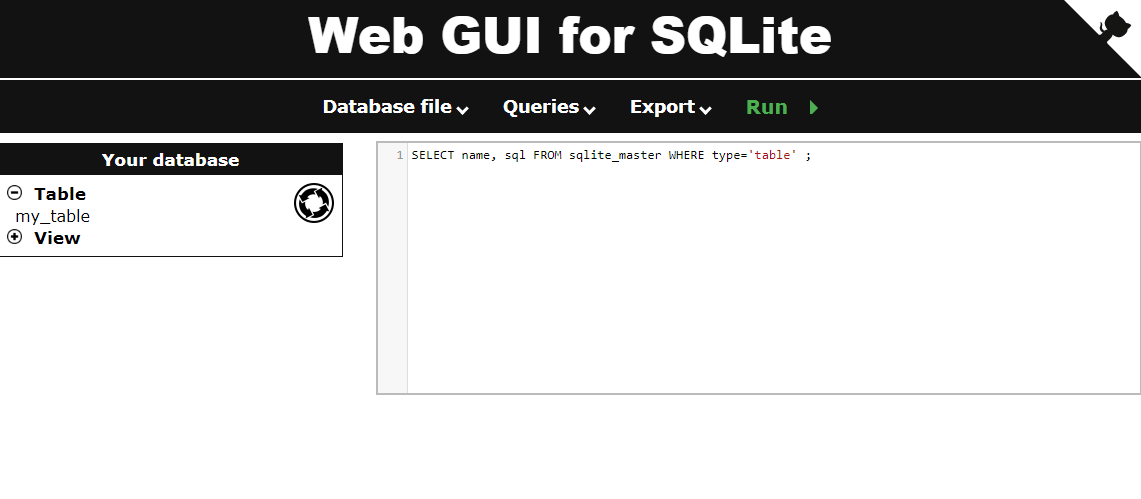 Web GUI for SQLite
Database file Queries Export Run
Your database
Table
my_table
View
1 SELECT name, sql FROM sqlite_master WHERE type='table' ;